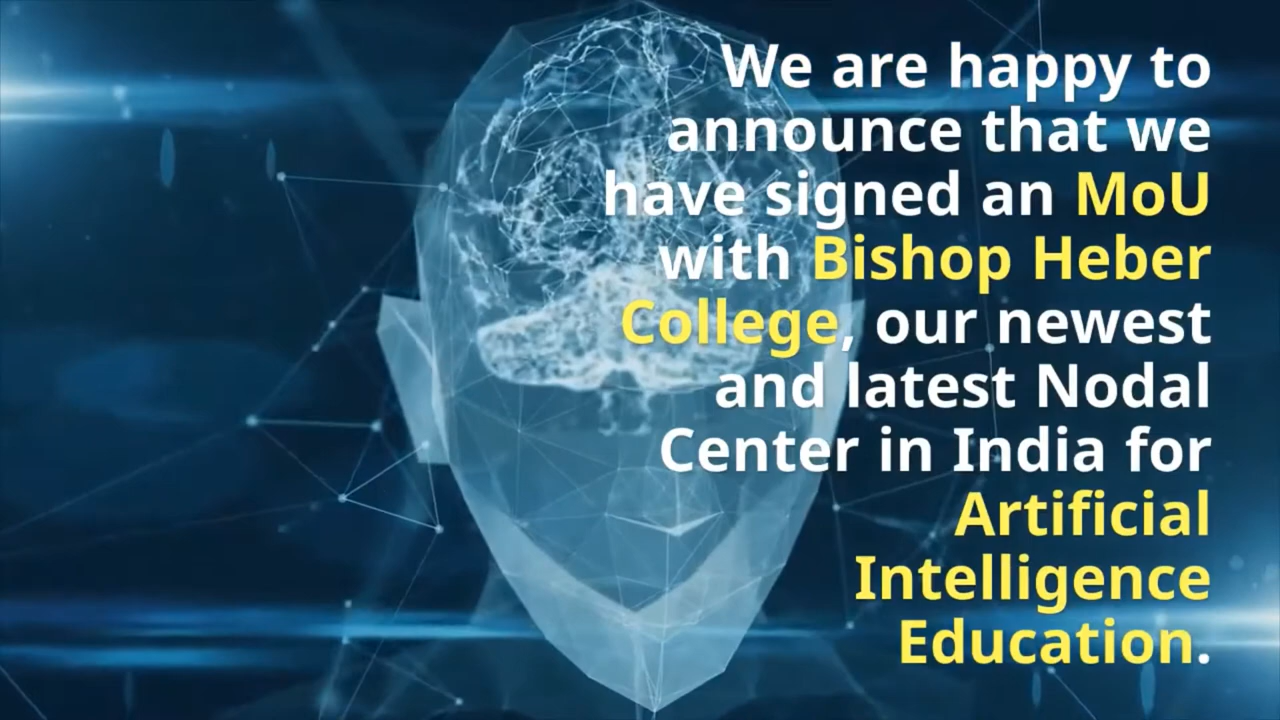 We are happy to
announce that we
have signed an MoU
with Bishop Heber
College, our newest
and latest Nodal
Center in India for
Artificial
Intelligence
Education.